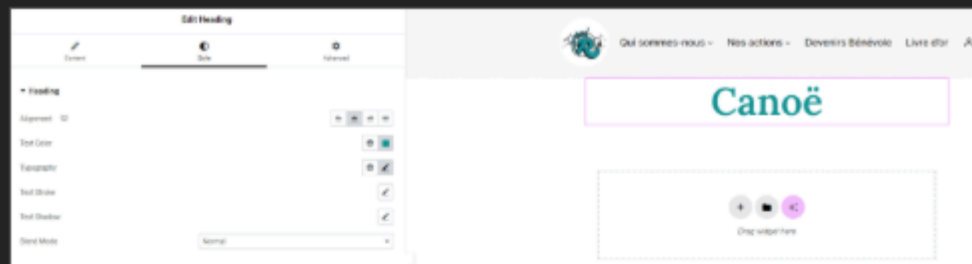 Edit Heading
Content
Style
Advanced
Heading
Alignment
Text Color
Typography
Text Stroke
Text Shadow
Blend Mode
Normal
Qui sommes-nous
Nos actions
Devenirs Bénévole
Livre d'or
Canoë
Drag widget here